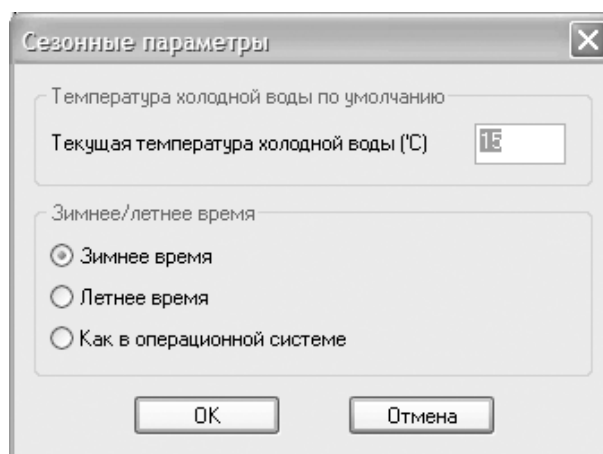 Сезонные параметры
Температура холодной воды по умолчанию
Текущая температура холодной воды ('C)
15
Зимнее/летнее время
Зимнее время
Летнее время
Как в операционной системе
OK
Отмена